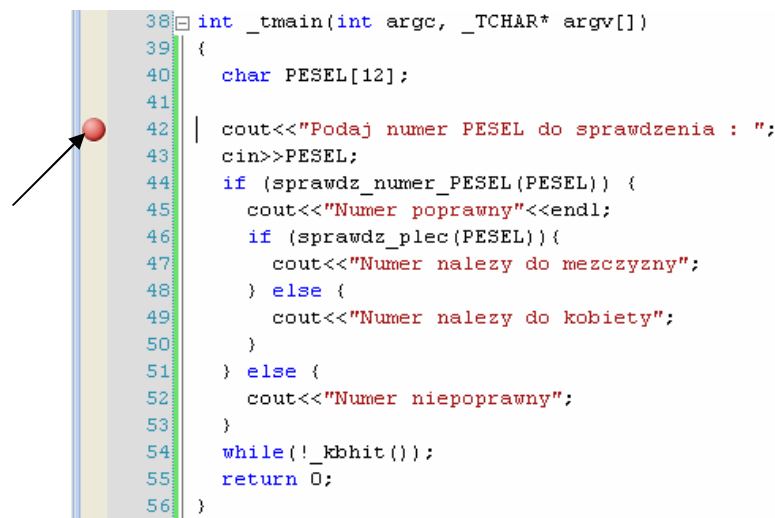 38 int _tmain(int argc, _TCHAR* argv[])
39 {
40 char PESEL[12];
41
42 cout<<"Podaj numer PESEL do sprawdzenia : ";
43 cin>>PESEL;
44 if (sprawdz_numer_PESEL(PESEL)) {
45 cout<<"Numer poprawny"<<endl;
46 if (sprawdz_plec(PESEL)){
47 cout<<"Numer nalezy do mezczyzny";
48 } else {
49 cout<<"Numer nalezy do kobiety";
50 }
51 } else {
52 cout<<"Numer niepoprawny";
53 }
54 while(!_kbhit());
55 return 0;
56 }